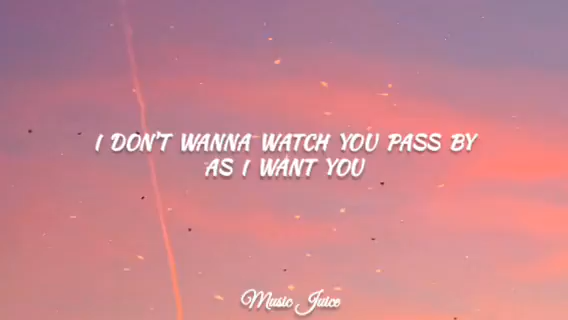 I DON'T WANNA WATCH YOU PASS BY
AS I WANT YOU
Music Juice